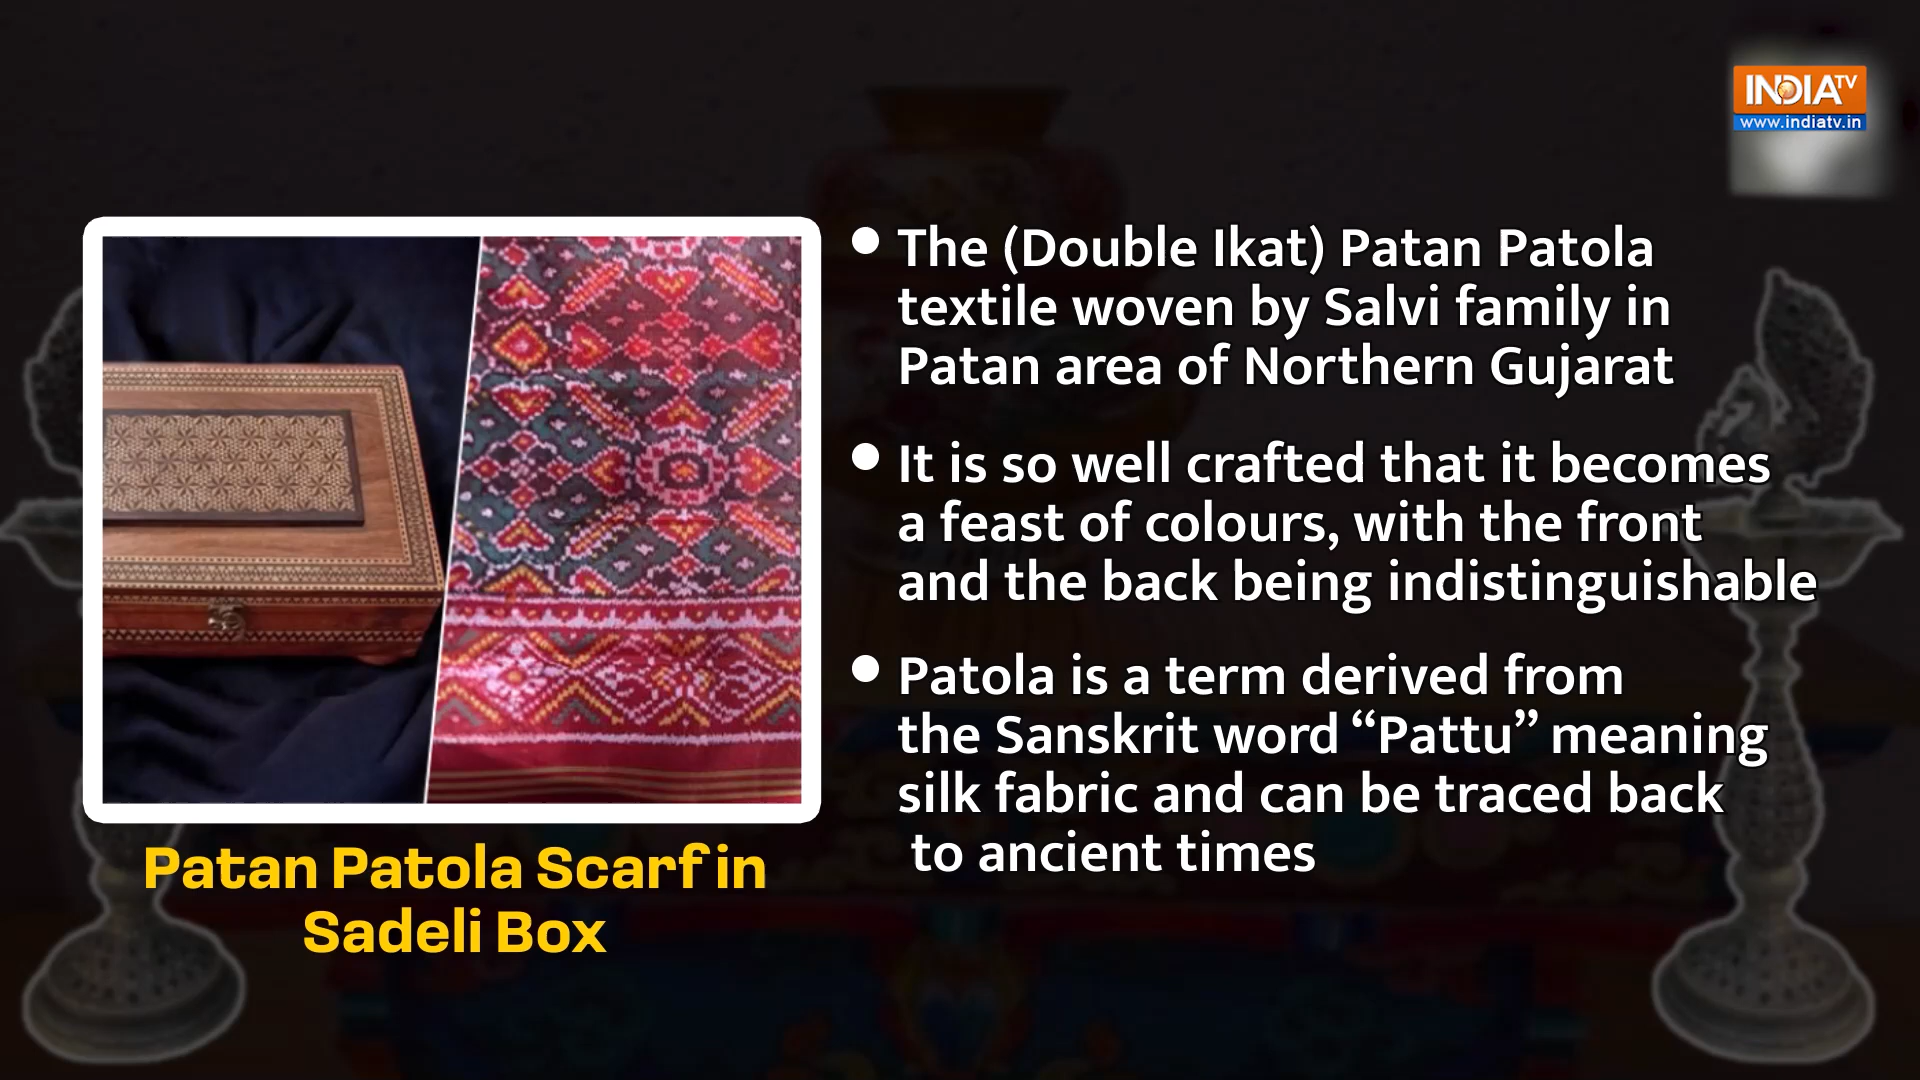 INDIA TV
www.indiatv.in
• The (Double Ikat) Patan Patola
textile woven by Salvi family in
Patan area of Northern Gujarat
• It is so well crafted that it becomes
a feast of colours, with the front
and the back being indistinguishable
• Patola is a term derived from
the Sanskrit word “Pattu” meaning
silk fabric and can be traced back
to ancient times
Patan Patola Scarf in
Sadeli Box